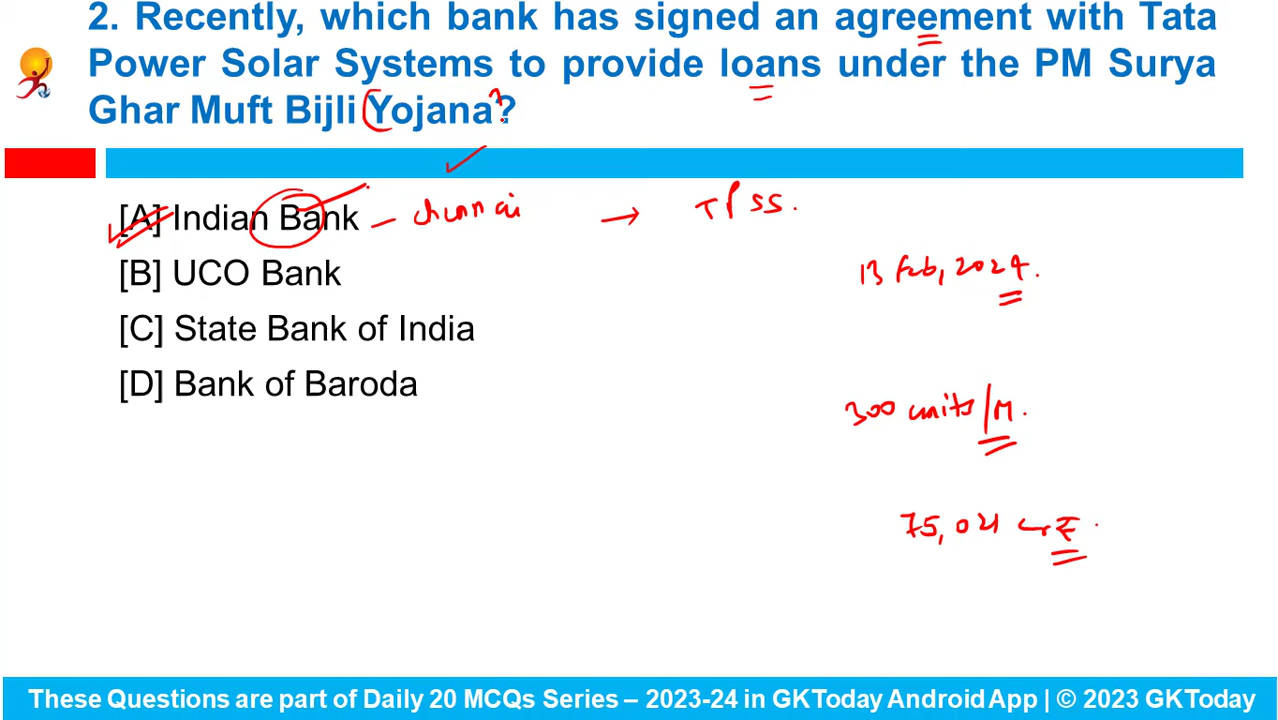 2. Recently, which bank has signed an agreement with Tata
Power Solar Systems to provide loans under the PM Surya
Ghar Muft Bijli (Yojana?
[A] Indian Bank – chennai → TPSS.
[B] UCO Bank
13 Feb, 2024.
[C] State Bank of India
[D] Bank of Baroda
300 units/M.
75,021 cr ₹.
These Questions are part of Daily 20 MCQs Series – 2023-24 in GKToday Android App | © 2023 GKToday